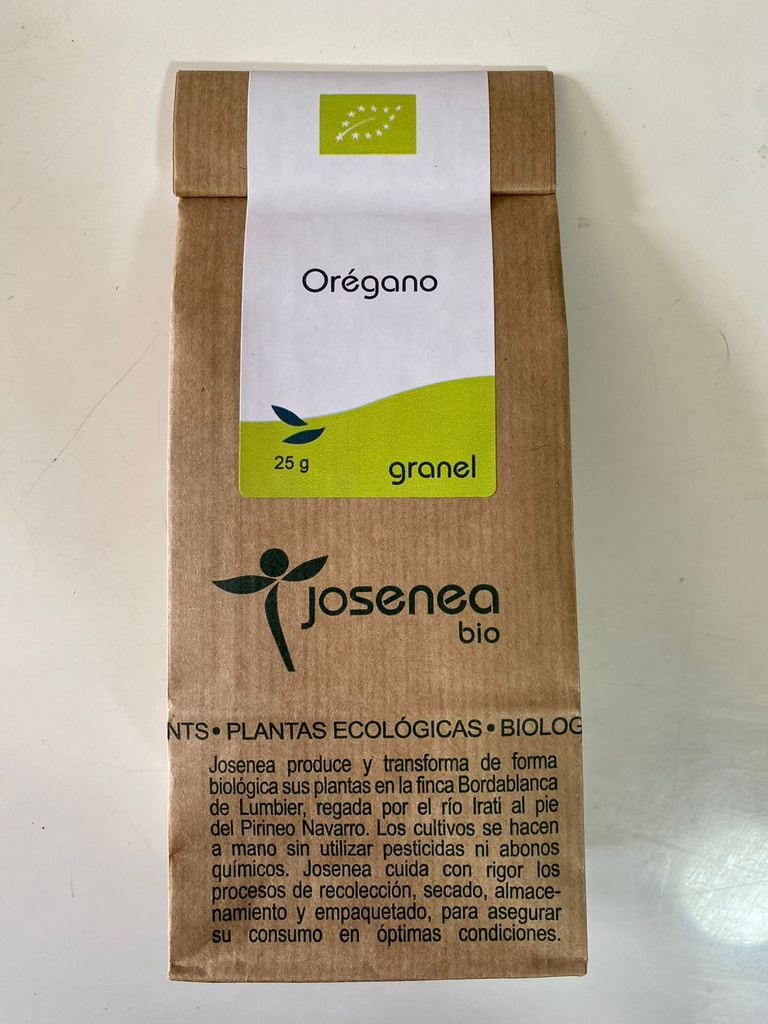 Orégano
25 g
granel
josenea
bio
NTS • PLANTAS ECOLÓGICAS • BIOLOG
Josenea produce y transforma de forma
biológica sus plantas en la finca Bordablanca
de Lumbier, regada por el río Irati al pie
del Pirineo Navarro. Los cultivos se hacen
a mano sin utilizar pesticidas ni abonos
químicos. Josenea cuida con rigor los
procesos de recolección, secado, almace-
namiento y empaquetado, para asegurar
su consumo en óptimas condiciones.